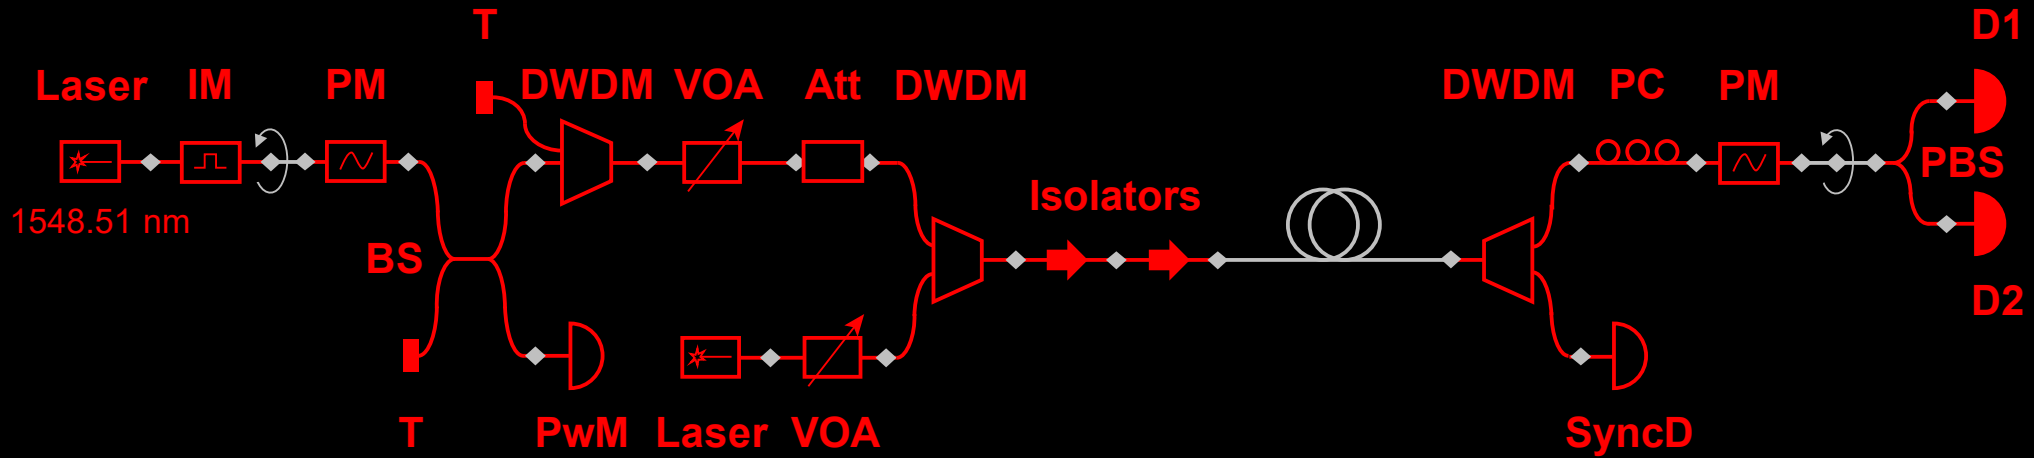 T
D1
Laser IM PM DWDM VOA Att DWDM DWDM PC PM
PBS
1548.51 nm
Isolators
BS
D2
T PwM Laser VOA SyncD